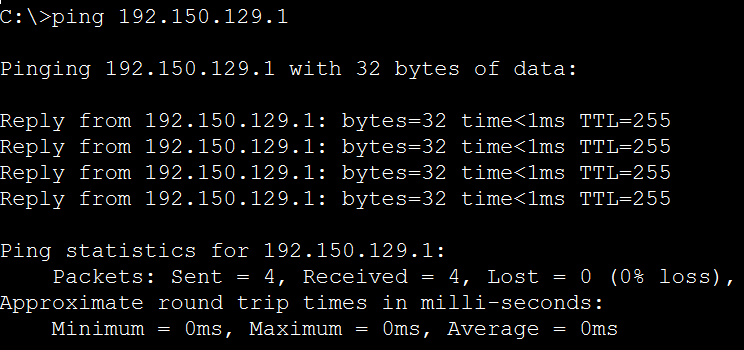 C:\>ping 192.150.129.1
Pinging 192.150.129.1 with 32 bytes of data:
Reply from 192.150.129.1: bytes=32 time<1ms TTL=255
Reply from 192.150.129.1: bytes=32 time<1ms TTL=255
Reply from 192.150.129.1: bytes=32 time<1ms TTL=255
Reply from 192.150.129.1: bytes=32 time<1ms TTL=255
Ping statistics for 192.150.129.1:
    Packets: Sent = 4, Received = 4, Lost = 0 (0% loss),
Approximate round trip times in milli-seconds:
    Minimum = 0ms, Maximum = 0ms, Average = 0ms